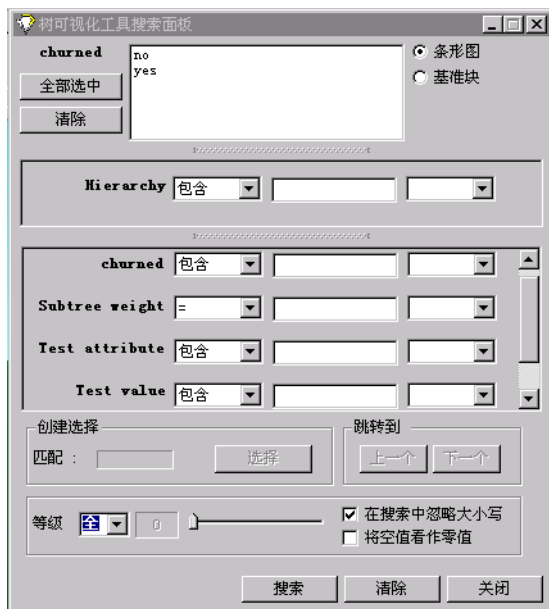 树可视化工具搜索面板
churned
no
yes
条形图
基准块
全部选中
清除
Hierarchy 包含
churned 包含
Subtree weight =
Test attribute 包含
Test value 包含
创建选择
跳转到
匹配 :
选择
上一个 下一个
等级 全 0
在搜索中忽略大小写
将空值看作零值
搜索 清除 关闭